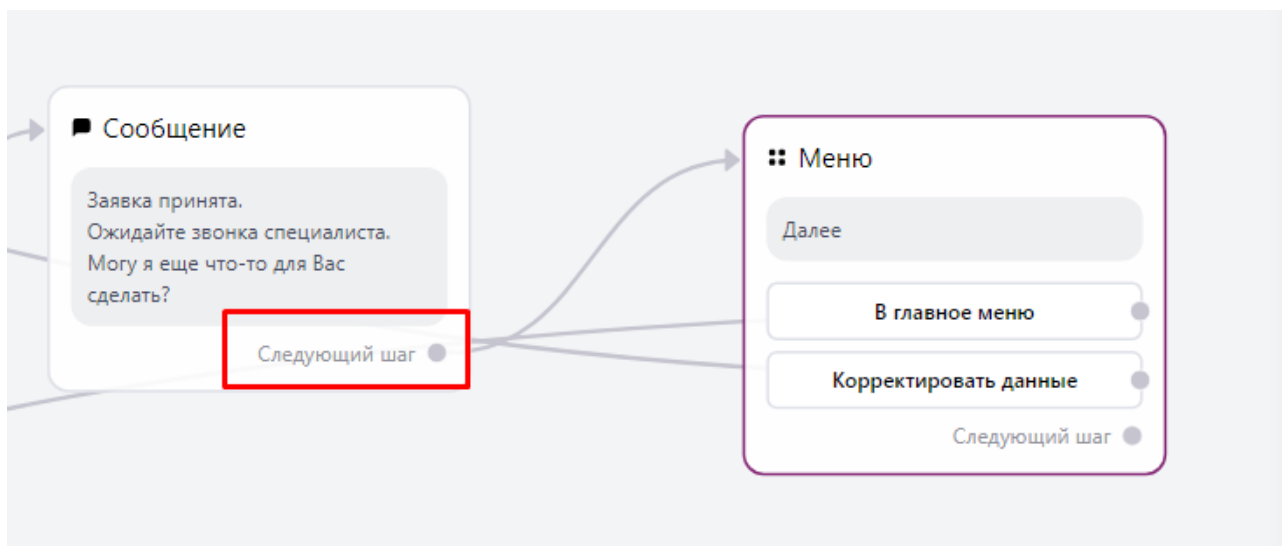 Сообщение
Заявка принята.
Ожидайте звонка специалиста.
Могу я еще что-то для Вас
сделать?
Следующий шаг
Меню
Далее
В главное меню
Корректировать данные
Следующий шаг